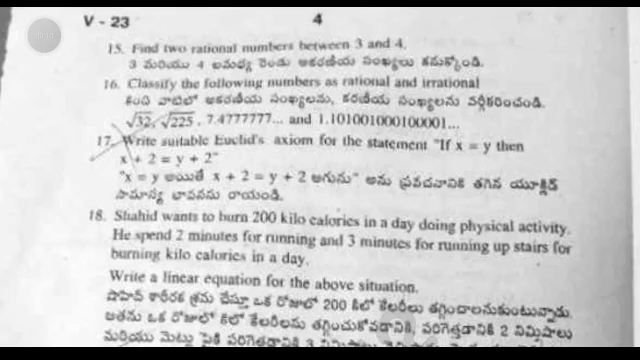 V - 23
4
15. Find two rational numbers between 3 and 4.
3 మరియు 4 లమధ్య రెండు అకరణీయ సంఖ్యలు కనుక్కోండి.
16. Classify the following numbers as rational and irrational
కింది వాటిలో అకరణీయ సంఖ్యలను, కరణీయ సంఖ్యలను వర్గీకరించండి.
√32, √225, 7.4777777... and 1.101001000100001...
17. Write suitable Euclid's axiom for the statement "If x = y then
x + 2 = y + 2"
"x = y అయితే x + 2 = y + 2 అగును" అను ప్రవచనానికి తగిన యూక్లిడ్
సామాన్య భావనను రాయండి.
18. Shahid wants to burn 200 kilo calories in a day doing physical activity.
He spend 2 minutes for running and 3 minutes for running up stairs for
burning kilo calories in a day.
Write a linear equation for the above situation.
షాహిద్ శారీరక శ్రమ చేస్తూ ఒక రోజులో 200 కిలో కేలరీలు తగ్గించాలనుకుంటున్నాడు.
అతను ఒక రోజులో కిలో కేలరీలను తగ్గించుకోవడానికి, పరిగెత్తడానికి 2 నిమిషాలు
మరియు మెట్లు పైకి పరిగెత్తడానికి 3